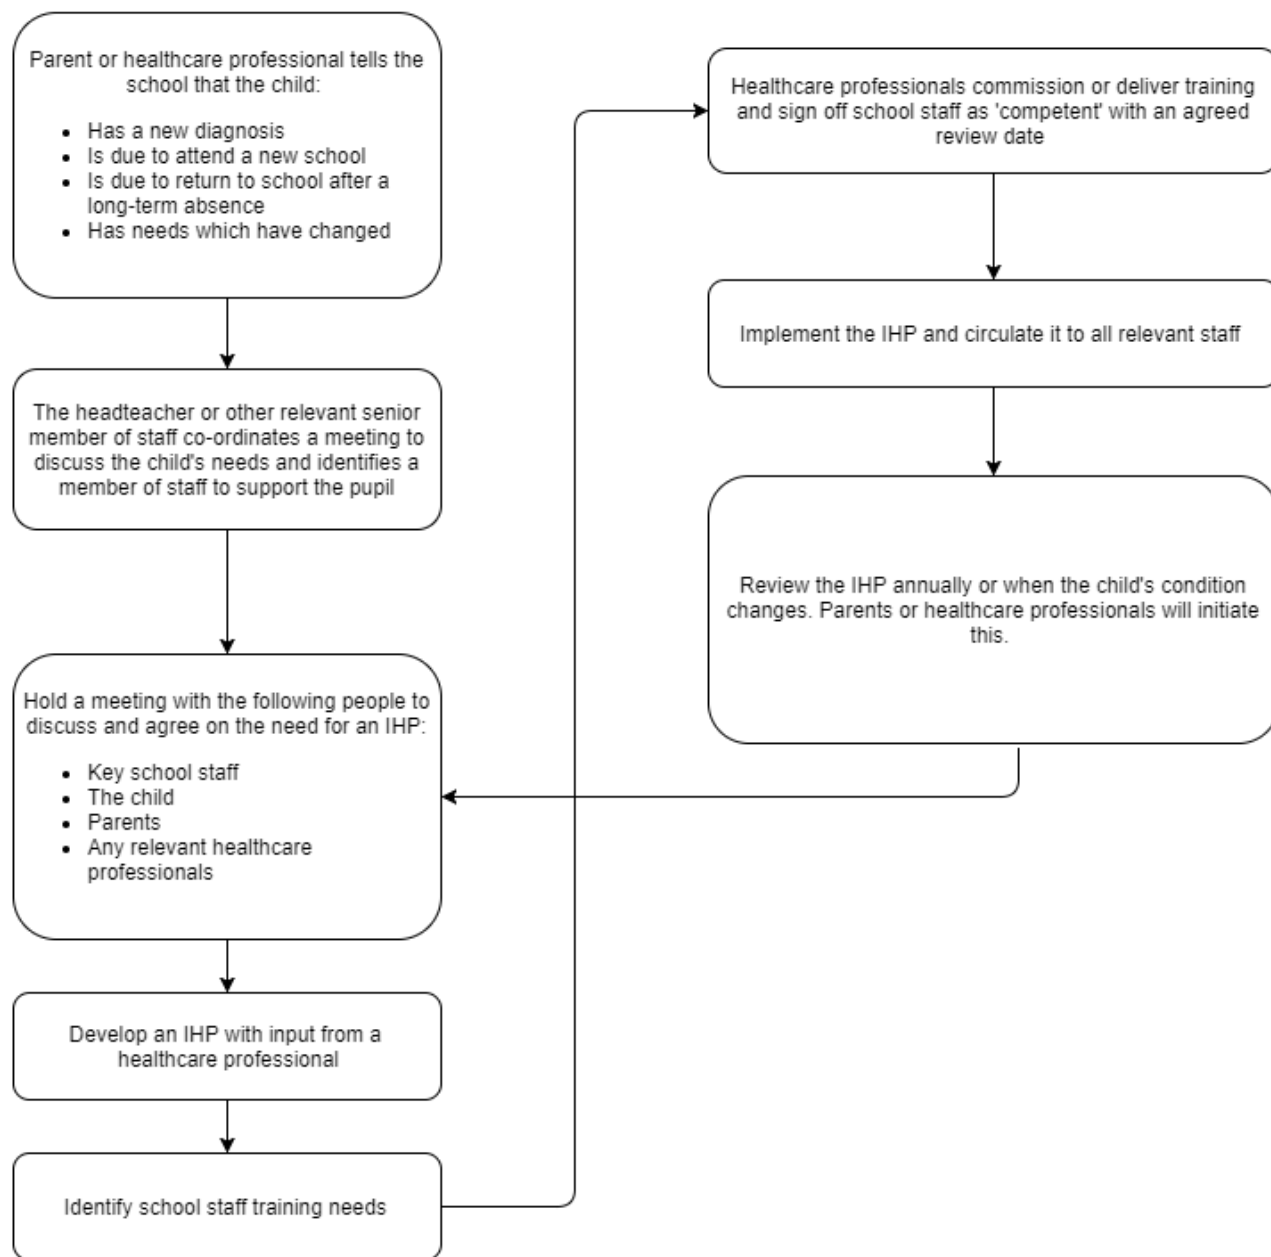 Parent or healthcare professional tells the
school that the child:
• Has a new diagnosis
• Is due to attend a new school
• Is due to return to school after a
long-term absence
• Has needs which have changed
The headteacher or other relevant senior
member of staff co-ordinates a meeting to
discuss the child's needs and identifies a
member of staff to support the pupil
Hold a meeting with the following people to
discuss and agree on the need for an IHP:
• Key school staff
• The child
• Parents
• Any relevant healthcare
professionals
Develop an IHP with input from a
healthcare professional
Identify school staff training needs
Healthcare professionals commission or deliver training
and sign off school staff as 'competent' with an agreed
review date
Implement the IHP and circulate it to all relevant staff
Review the IHP annually or when the child's condition
changes. Parents or healthcare professionals will initiate
this.